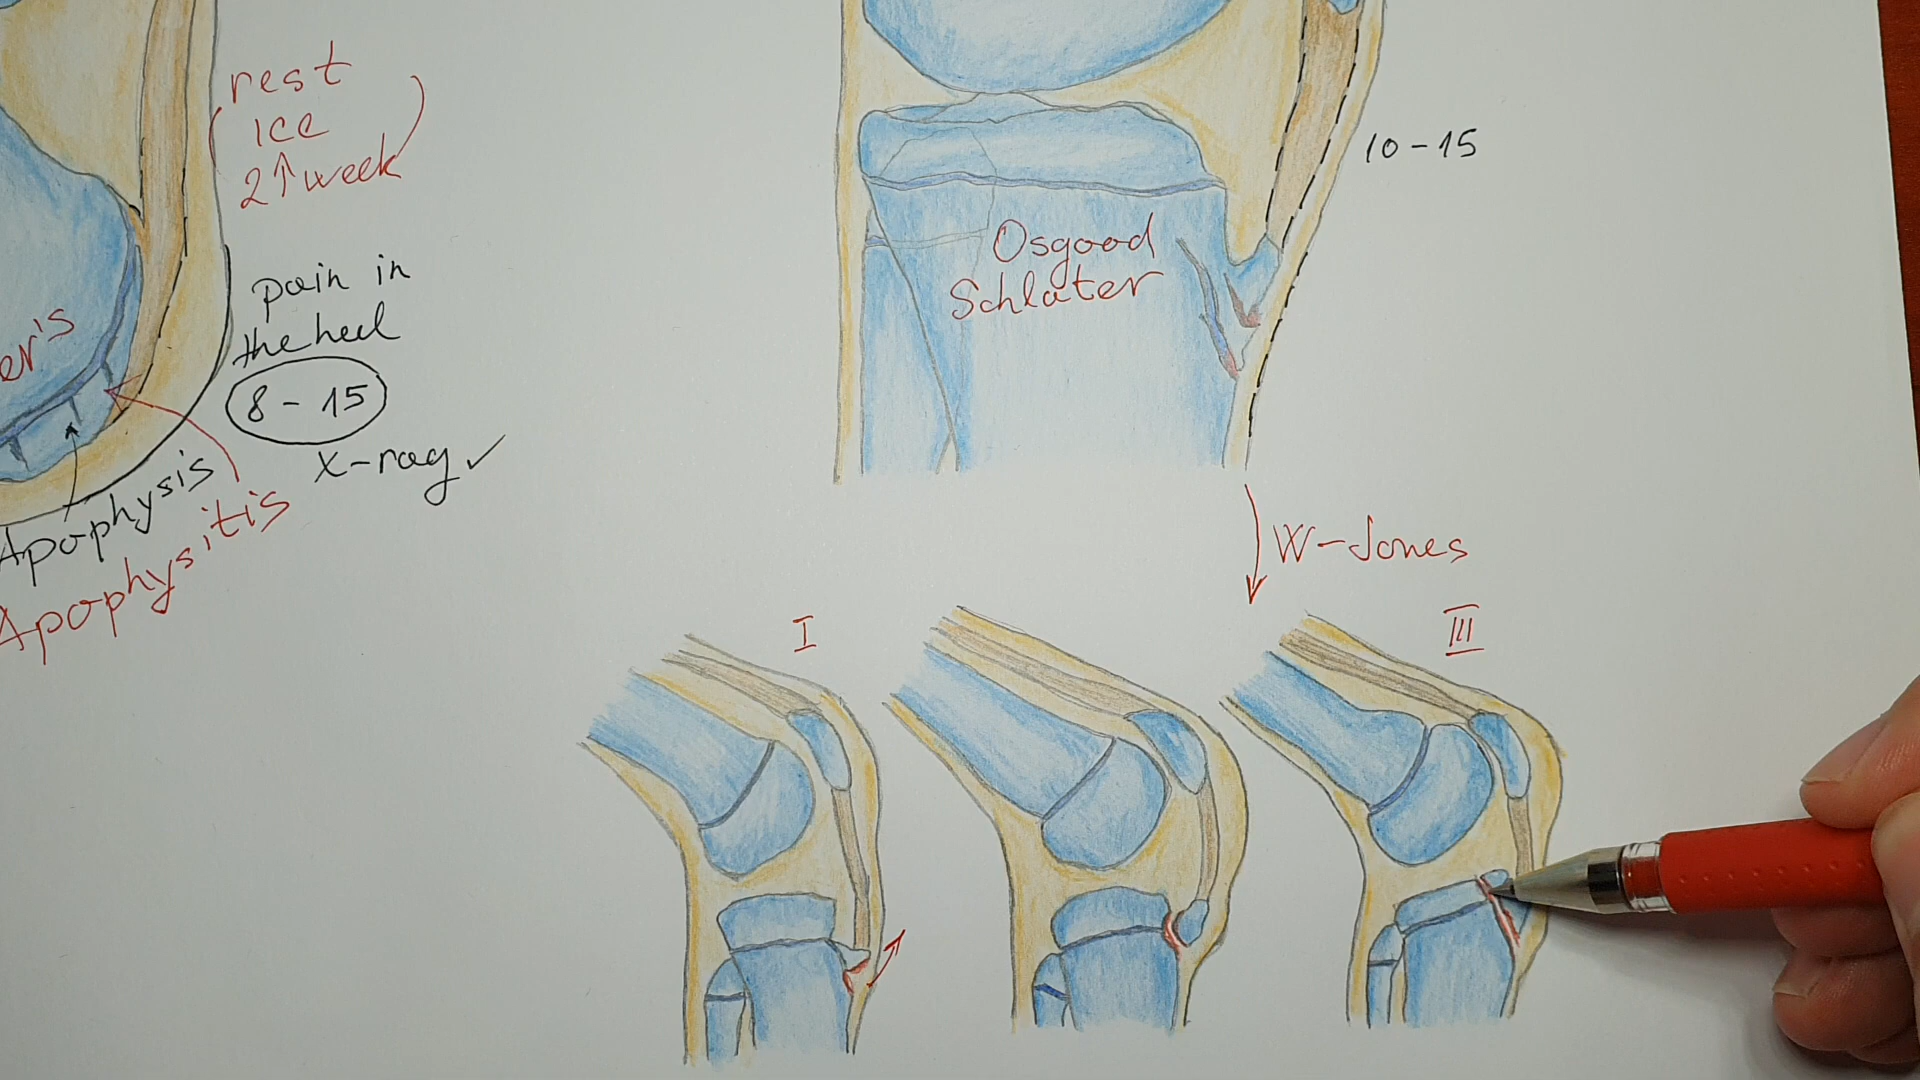 rest
ice
2↑week
pain in
the heel
8-15
x-ray ✓
er's
Apophysis
Apophysitis
10-15
Osgood
Schlater
W-Jones
I
III